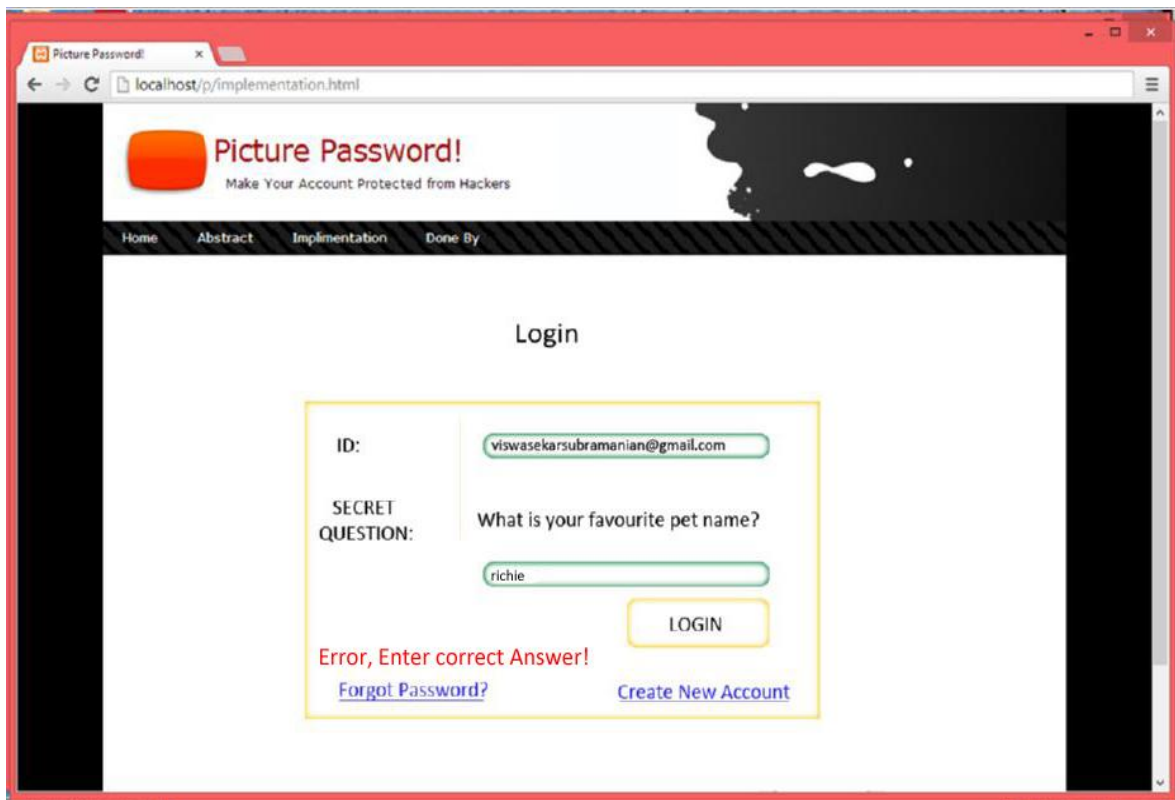 Picture Password!
localhost/p/implementation.html
Picture Password!
Make Your Account Protected from Hackers
Home Abstract Implimentation Done By
Login
ID: viswasekarsubramanian@gmail.com
SECRET
QUESTION:
What is your favourite pet name?
richie
LOGIN
Error, Enter correct Answer!
Forgot Password? Create New Account